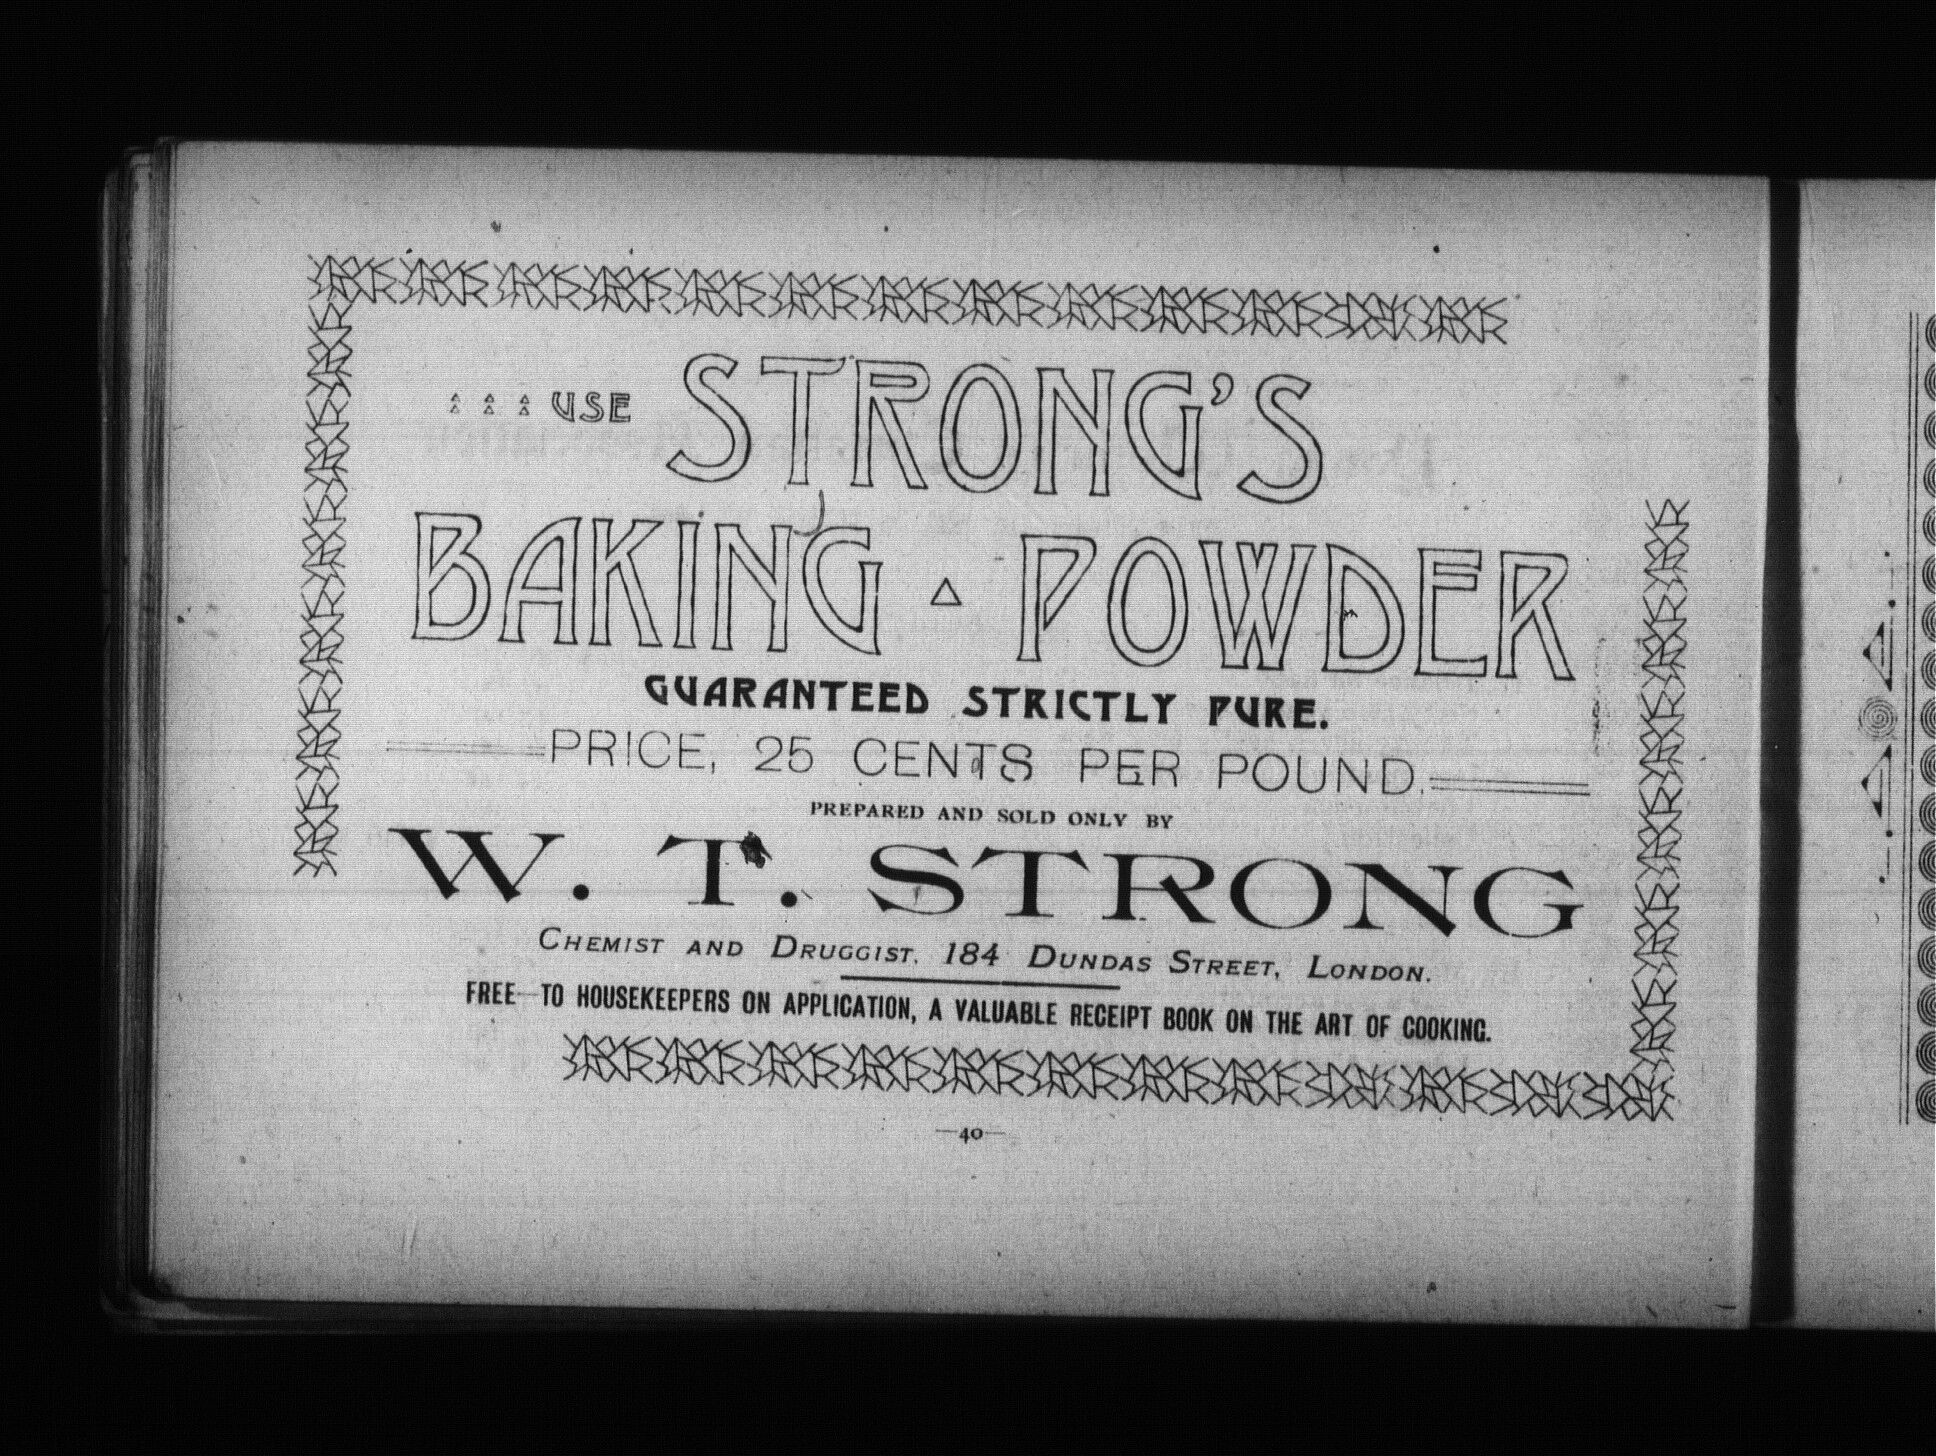 USE STRONG'S
BAKING POWDER
GUARANTEED STRICTLY PURE.
PRICE, 25 CENTS PER POUND.
PREPARED AND SOLD ONLY BY
W. T. STRONG
CHEMIST AND DRUGGIST. 184 DUNDAS STREET, LONDON.
FREE TO HOUSEKEEPERS ON APPLICATION, A VALUABLE RECEIPT BOOK ON THE ART OF COOKING.
—40—